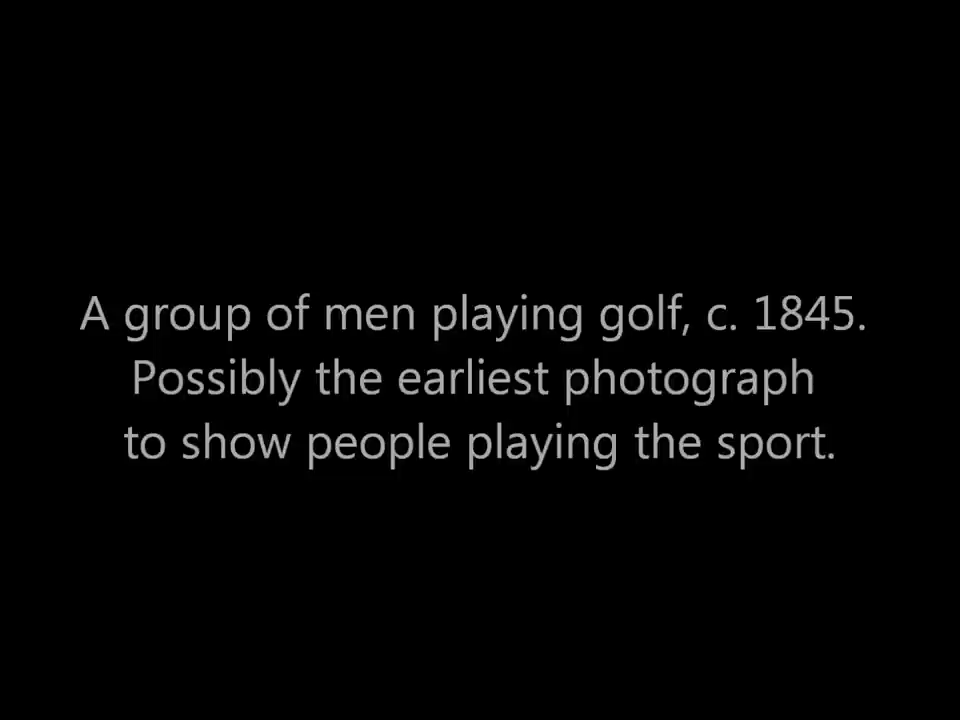 A group of men playing golf, c. 1845.
Possibly the earliest photograph
to show people playing the sport.